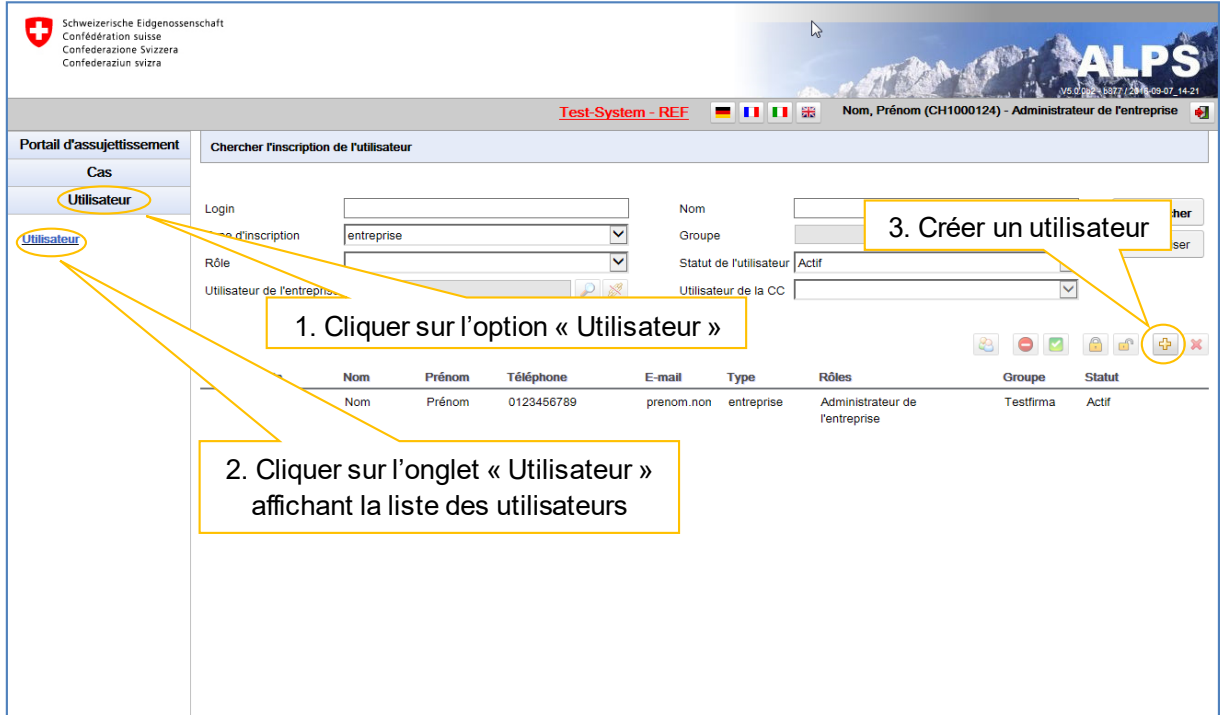 Schweizerische Eidgenossenschaft
Confédération suisse
Confederazione Svizzera
Confederaziun svizra
ALPS
Test-System - REF
Nom, Prénom (CH1000124) - Administrateur de l'entreprise
Portail d'assujettissement
Chercher l'inscription de l'utilisateur
Cas
Utilisateur
Utilisateur
Login
Nom
3. Créer un utilisateur
d'inscription
entreprise
Groupe
Rôle
Statut de l'utilisateur
Actif
Utilisateur de l'entreprise
Utilisateur de la CC
1. Cliquer sur l'option « Utilisateur »
Nom Prénom Téléphone E-mail Type Rôles Groupe Statut
Nom Prénom 0123456789 prenom.non entreprise Administrateur de Testfirma Actif
l'entreprise
2. Cliquer sur l'onglet « Utilisateur »
affichant la liste des utilisateurs